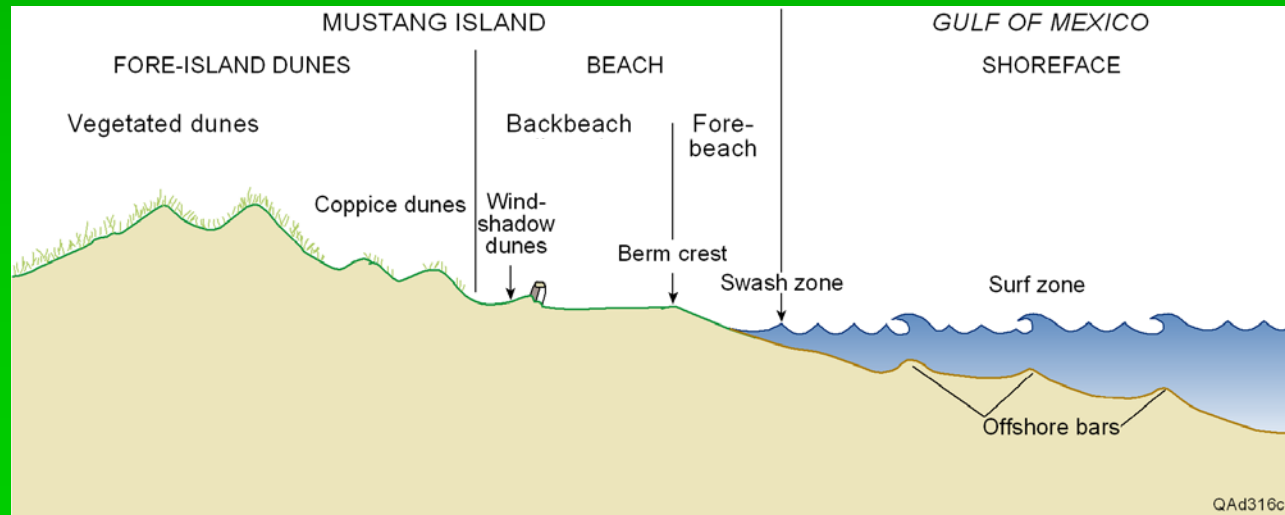 MUSTANG ISLAND
GULF OF MEXICO
FORE-ISLAND DUNES
BEACH
SHOREFACE
Vegetated dunes
Backbeach
Fore-
beach
Coppice dunes
Wind-
shadow
dunes
Berm crest
Swash zone
Surf zone
Offshore bars
QAd316c